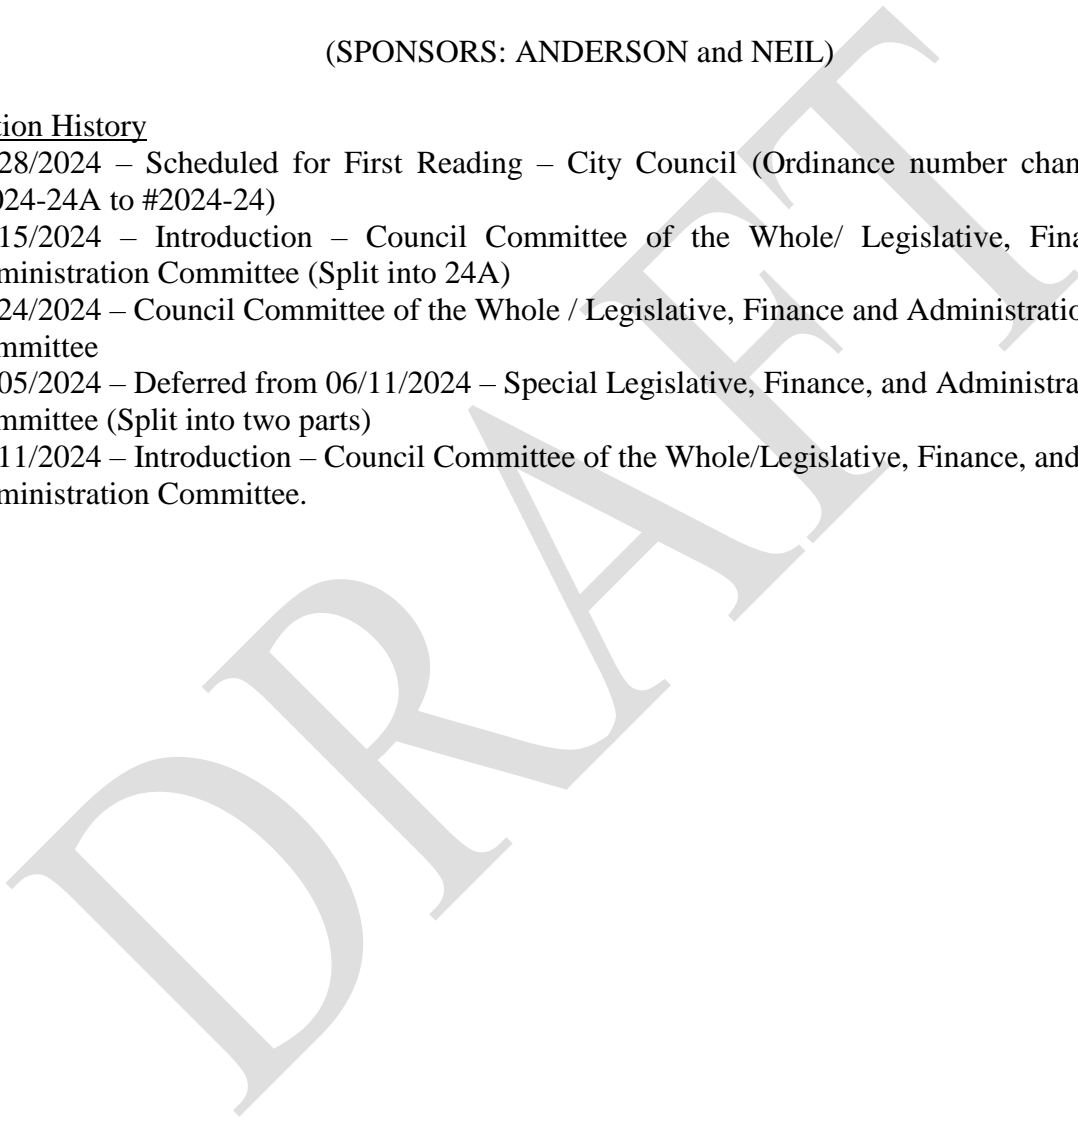 (SPONSORS: ANDERSON and NEIL)
tion History
28/2024 – Scheduled for First Reading – City Council (Ordinance number chan
024-24A to #2024-24)
15/2024 – Introduction – Council Committee of the Whole/ Legislative, Fina
ministration Committee (Split into 24A)
24/2024 – Council Committee of the Whole / Legislative, Finance and Administratio
mmittee
05/2024 – Deferred from 06/11/2024 – Special Legislative, Finance, and Administra
mmittee (Split into two parts)
11/2024 – Introduction – Council Committee of the Whole/Legislative, Finance, and
ministration Committee.
DRAFT